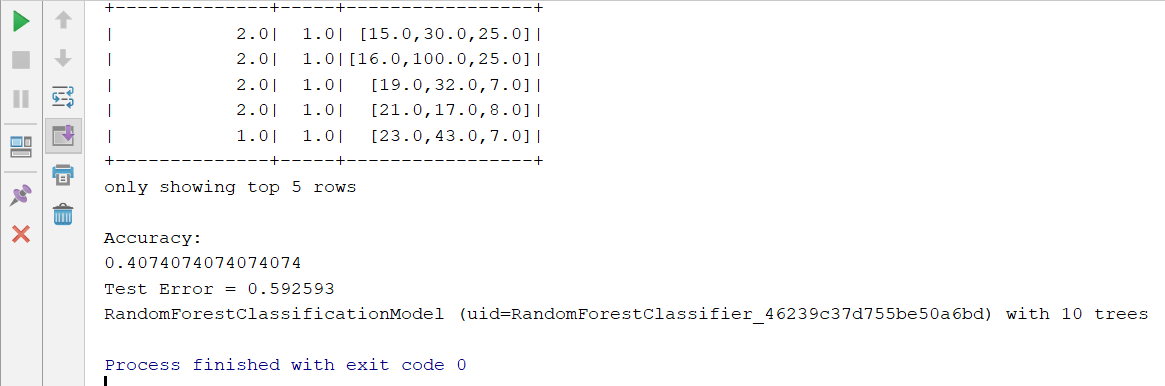 +--------------+-----+-----------------+
|           2.0|  1.0| [15.0,30.0,25.0]|
|           2.0|  1.0|[16.0,100.0,25.0]|
|           2.0|  1.0|  [19.0,32.0,7.0]|
|           2.0|  1.0|  [21.0,17.0,8.0]|
|           1.0|  1.0|  [23.0,43.0,7.0]|
+--------------+-----+-----------------+
only showing top 5 rows
Accuracy:
0.4074074074074074
Test Error = 0.592593
RandomForestClassificationModel (uid=RandomForestClassifier_46239c37d755be50a6bd) with 10 trees
Process finished with exit code 0